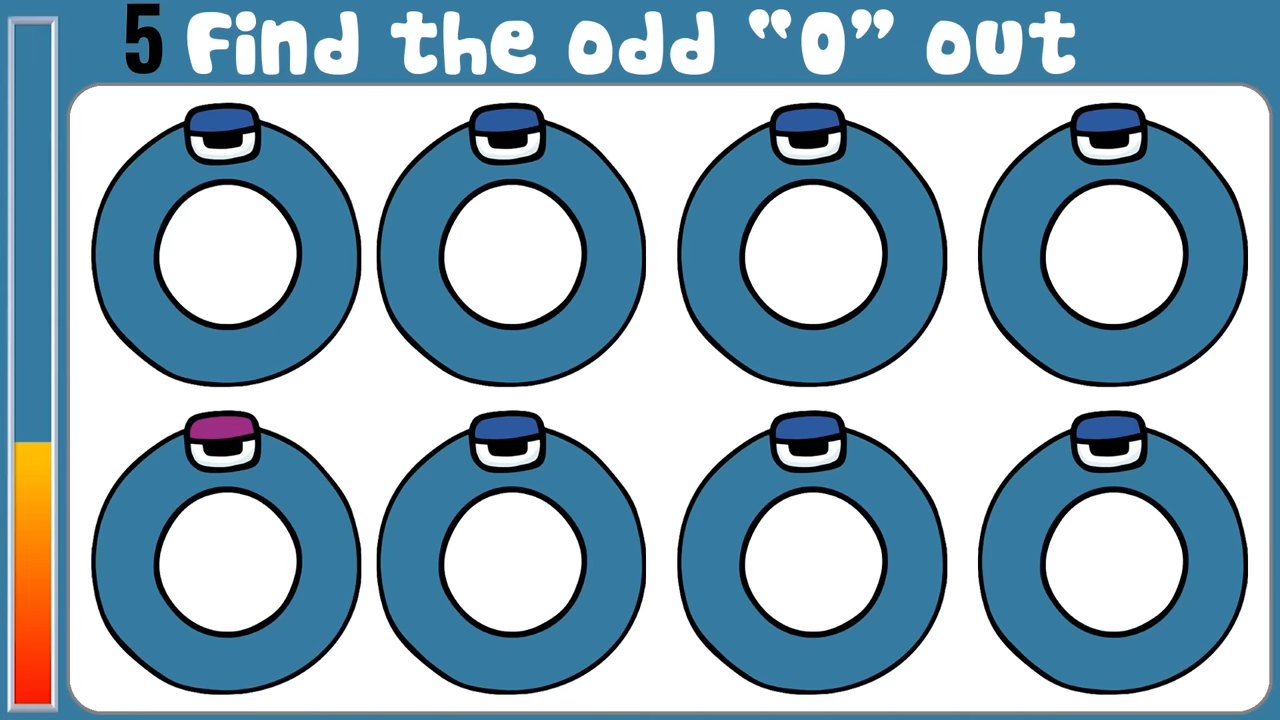 5 Find the odd “O” out